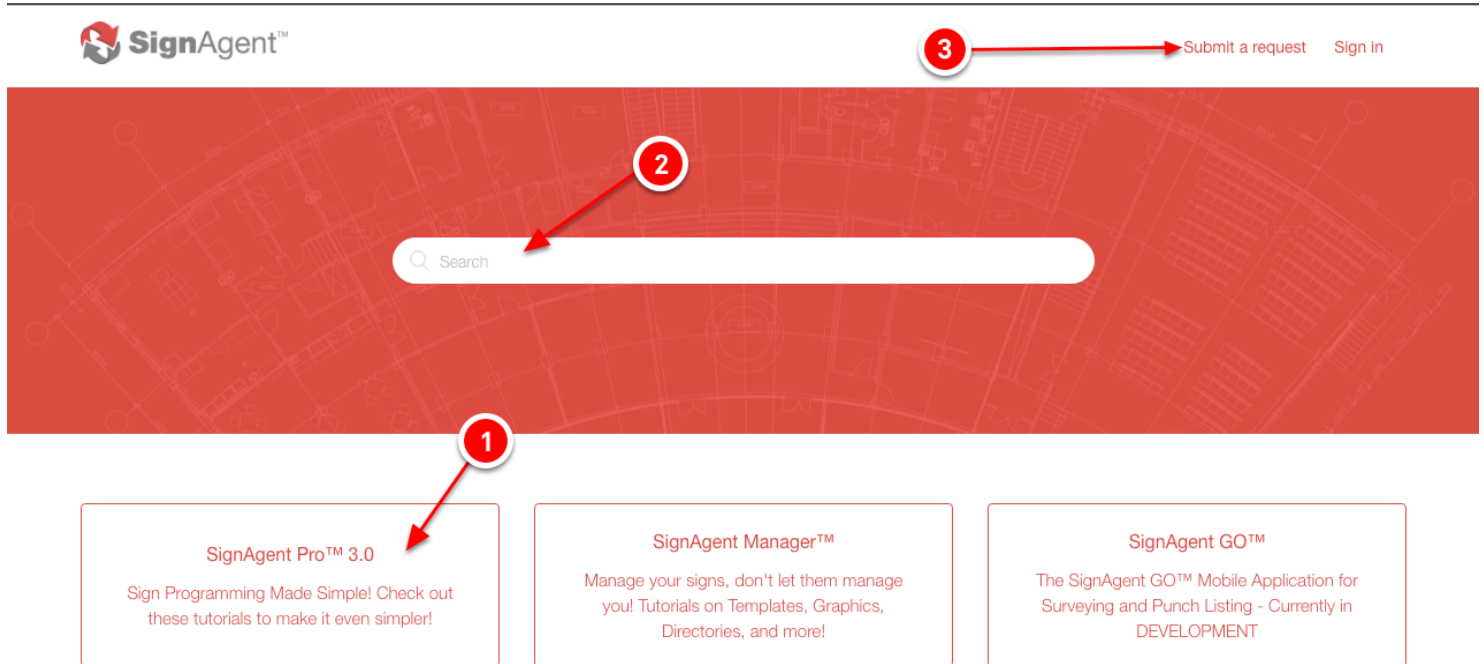 SignAgent™
3
Submit a request
Sign in
2
Search
1
SignAgent Pro™ 3.0
Sign Programming Made Simple! Check out
these tutorials to make it even simpler!
SignAgent Manager™
Manage your signs, don't let them manage
you! Tutorials on Templates, Graphics,
Directories, and more!
SignAgent GO™
The SignAgent GO™ Mobile Application for
Surveying and Punch Listing - Currently in
DEVELOPMENT